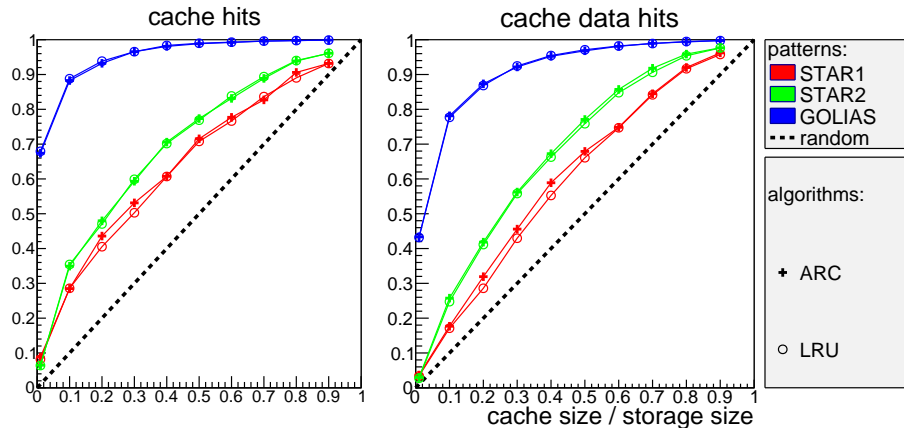 cache hits
1
0.9
0.8
0.7
0.6
0.5
0.4
0.3
0.2
0.1
0
0 0.1 0.2 0.3 0.4 0.5 0.6 0.7 0.8 0.9 1
cache data hits
1
0.9
0.8
0.7
0.6
0.5
0.4
0.3
0.2
0.1
0
0 0.1 0.2 0.3 0.4 0.5 0.6 0.7 0.8 0.9 1
cache size / storage size
patterns:
STAR1
STAR2
GOLIAS
random
algorithms:
ARC
LRU